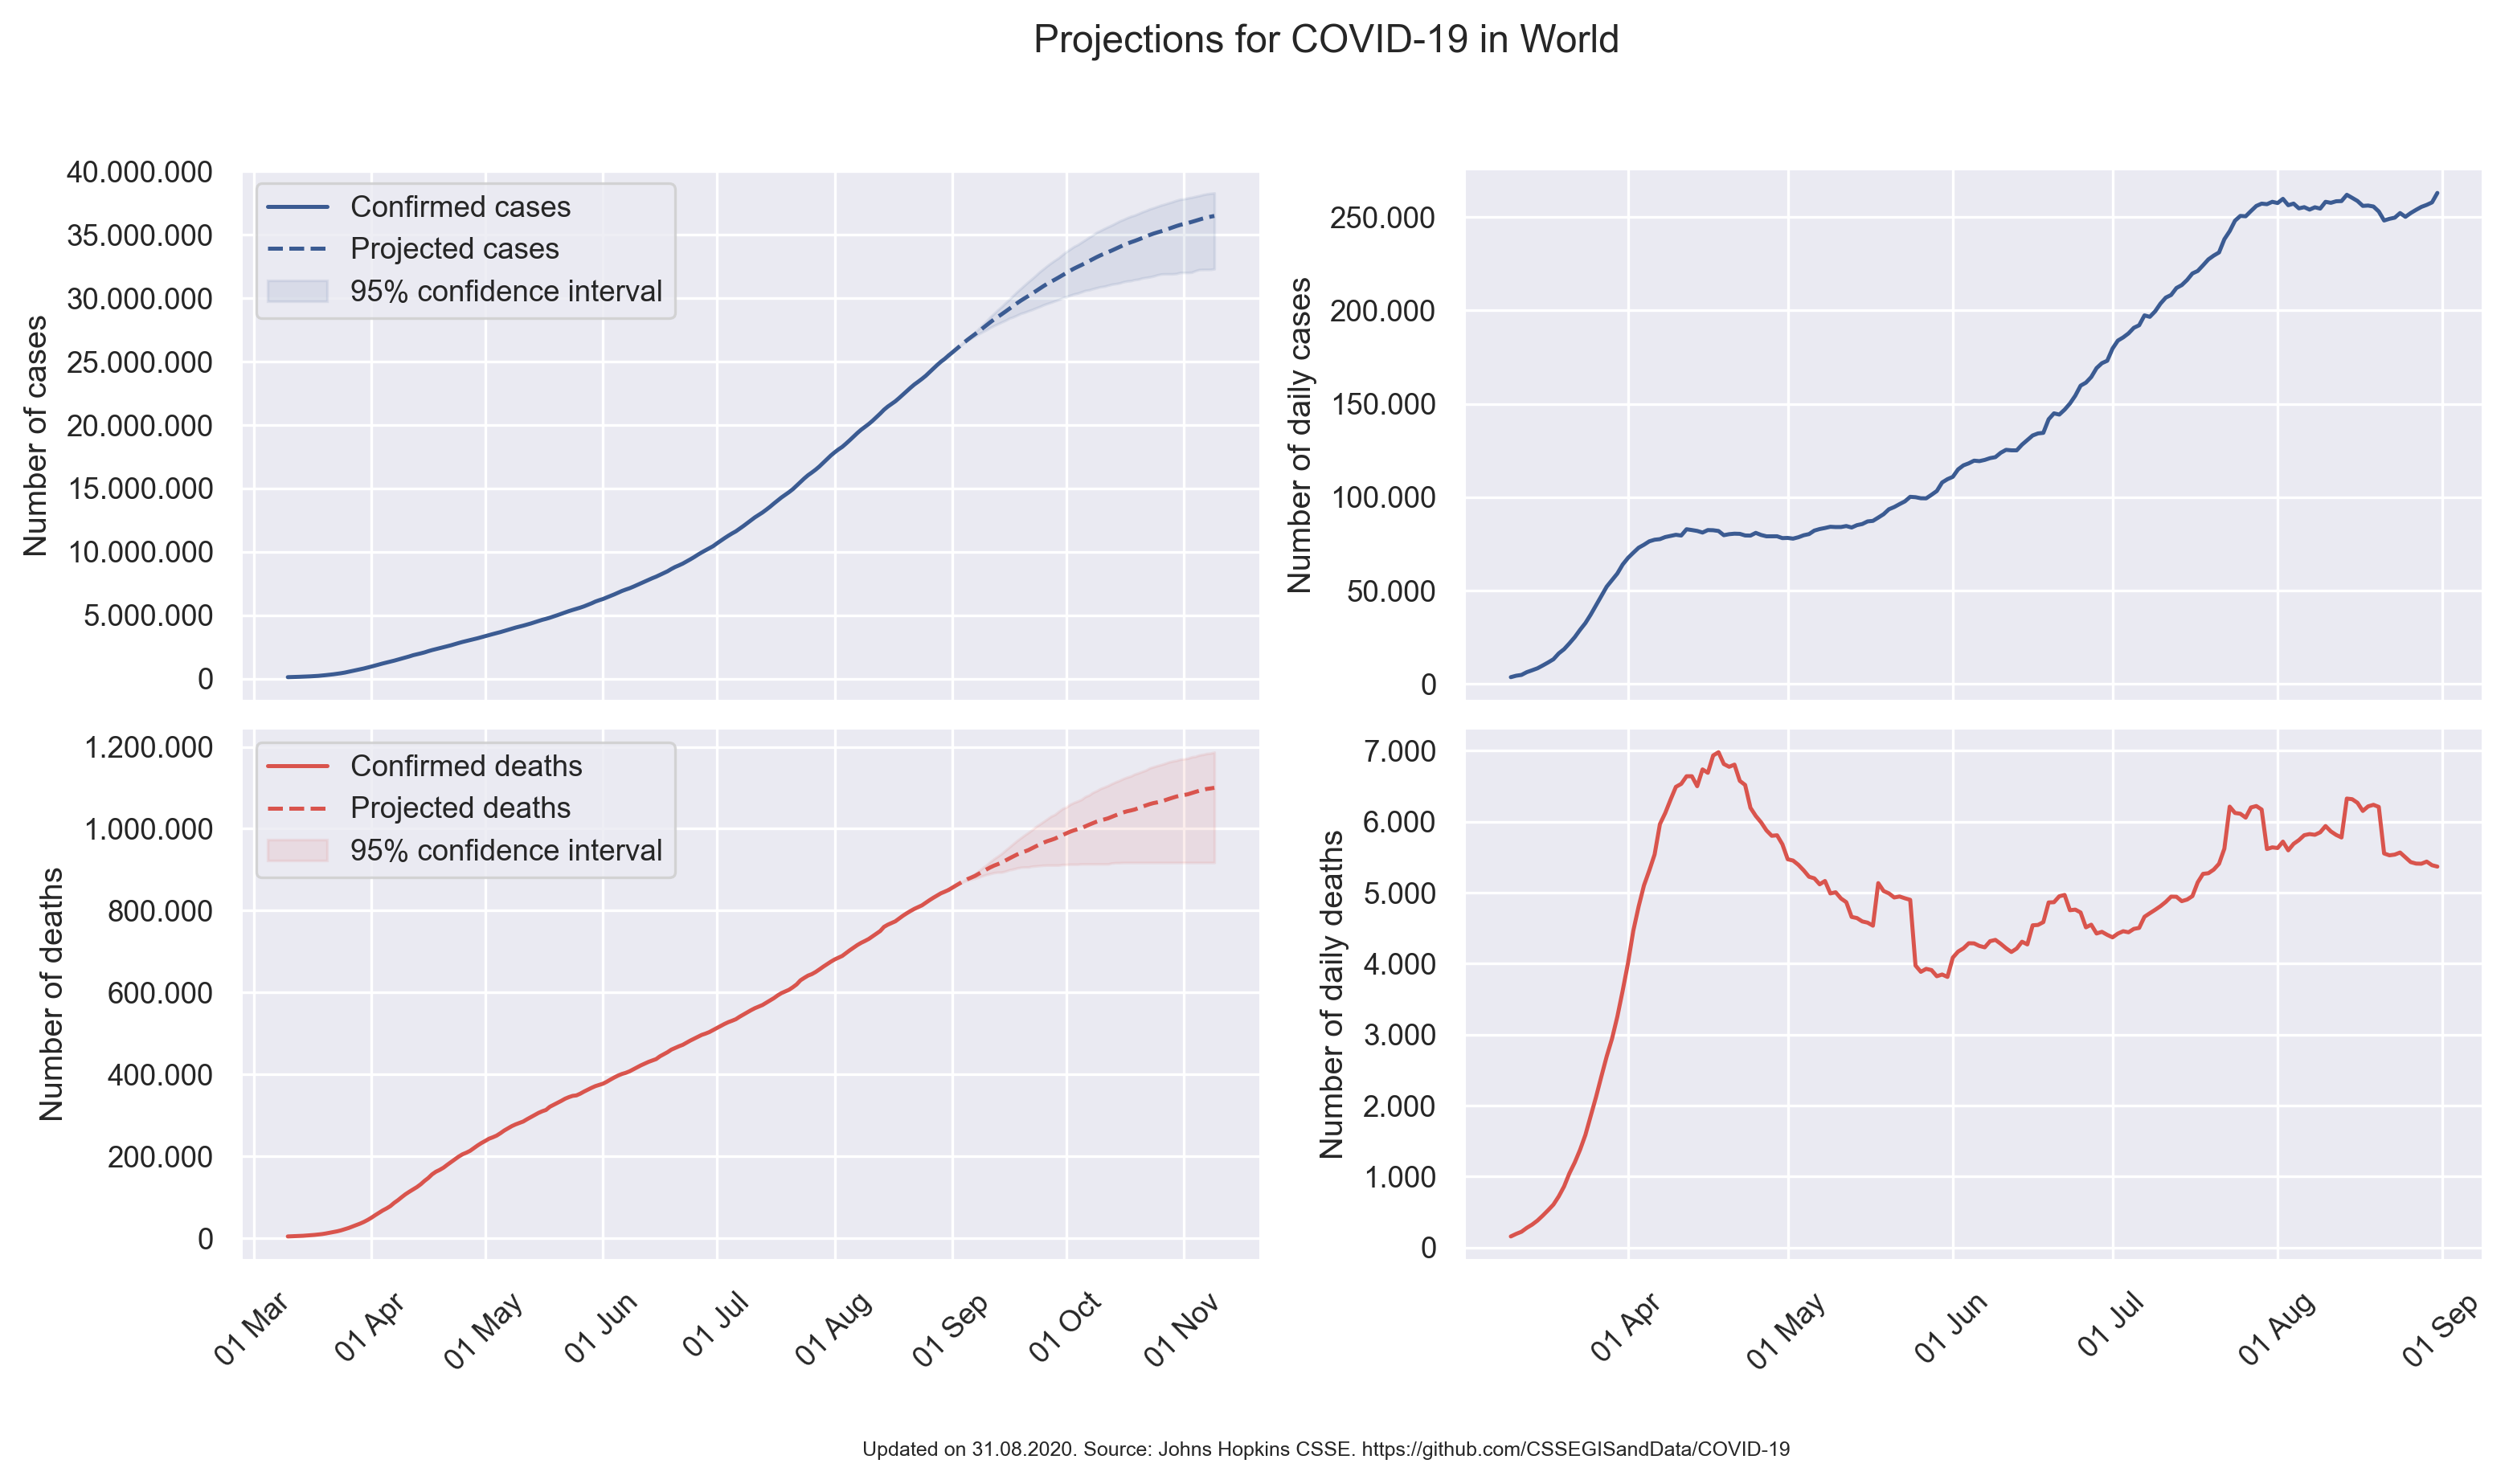 Projections for COVID-19 in World
40.000.000
35.000.000
30.000.000
25.000.000
20.000.000
15.000.000
10.000.000
5.000.000
0
Number of cases
Confirmed cases
Projected cases
95% confidence interval
250.000
200.000
150.000
100.000
50.000
0
Number of daily cases
1.200.000
1.000.000
800.000
600.000
400.000
200.000
0
Number of deaths
Confirmed deaths
Projected deaths
95% confidence interval
01 Mar
01 Apr
01 May
01 Jun
01 Jul
01 Aug
01 Sep
01 Oct
01 Nov
7.000
6.000
5.000
4.000
3.000
2.000
1.000
0
Number of daily deaths
01 Apr
01 May
01 Jun
01 Jul
01 Aug
01 Sep
Updated on 31.08.2020. Source: Johns Hopkins CSSE. https://github.com/CSSEGISandData/COVID-19